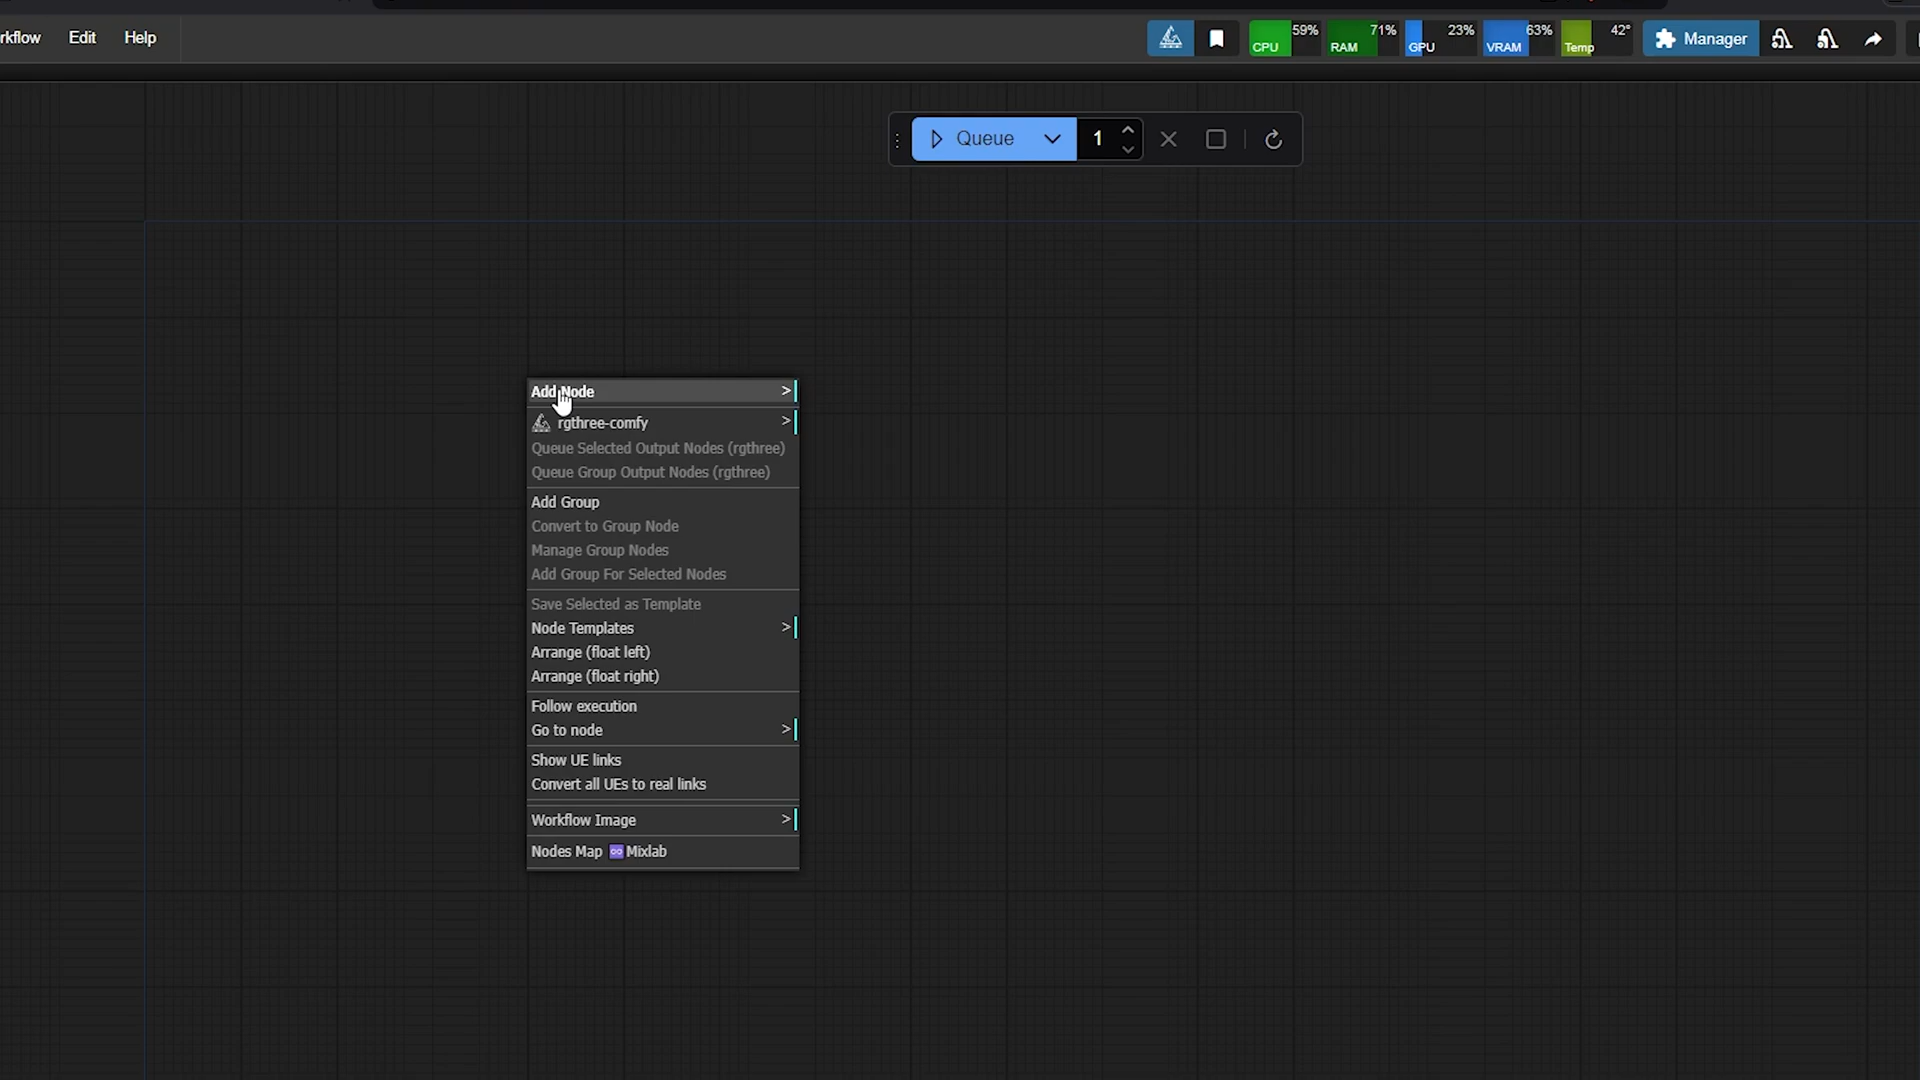 rkflow Edit Help
CPU 59% RAM 71% GPU 23% VRAM 63% Temp 42° Manager
Queue 1
Add Node >
rgthree-comfy >
Queue Selected Output Nodes (rgthree)
Queue Group Output Nodes (rgthree)
Add Group
Convert to Group Node
Manage Group Nodes
Add Group For Selected Nodes
Save Selected as Template
Node Templates >
Arrange (float left)
Arrange (float right)
Follow execution
Go to node >
Show UE links
Convert all UEs to real links
Workflow Image >
Nodes Map ♾️Mixlab